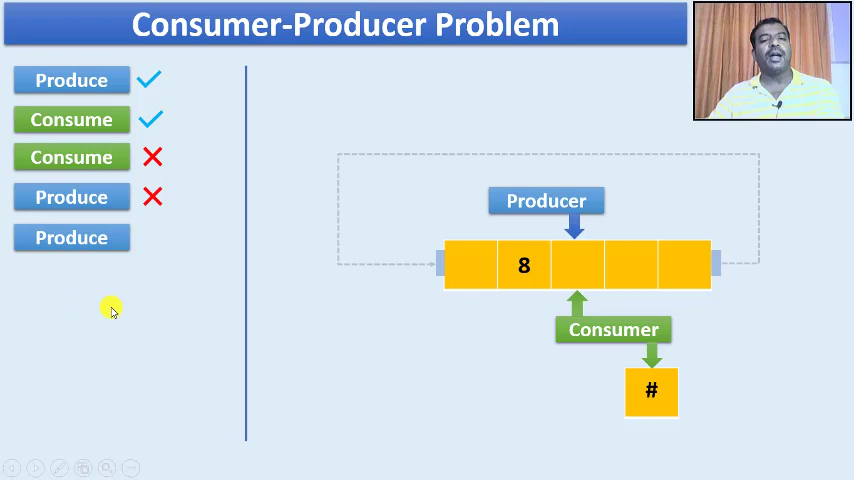 Consumer-Producer Problem
Produce
Consume
Consume
Produce
Produce
Producer
8
Consumer
#